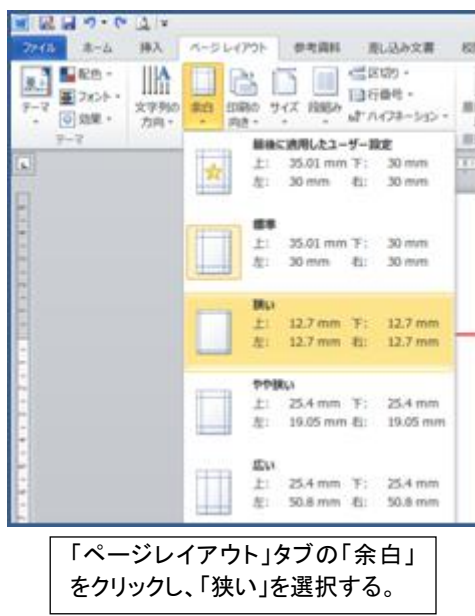 ファイル ホーム 挿入 ページレイアウト 参考資料 差し込み文書 校
テーマ 配色 フォント 効果
文字列の方向 余白 印刷の向き サイズ 段組み 区切り 行番号 ハイフネーション
テーマ
最後に適用したユーザー設定
上: 35.01 mm 下: 30 mm
左: 30 mm 右: 30 mm
標準
上: 35.01 mm 下: 30 mm
左: 30 mm 右: 30 mm
狭い
上: 12.7 mm 下: 12.7 mm
左: 12.7 mm 右: 12.7 mm
やや狭い
上: 25.4 mm 下: 25.4 mm
左: 19.05 mm 右: 19.05 mm
広い
上: 25.4 mm 下: 25.4 mm
左: 50.8 mm 右: 50.8 mm
「ページレイアウト」タブの「余白」
をクリックし、「狭い」を選択する。